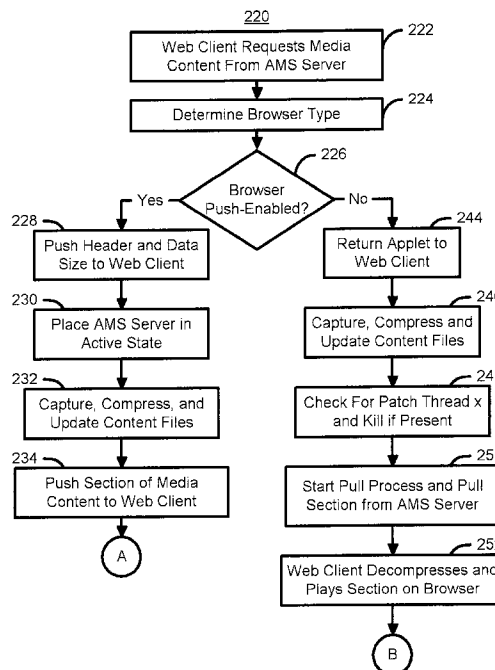 220
Web Client Requests Media
Content From AMS Server
222
Determine Browser Type
224
Browser
Push-Enabled?
226
Yes
No
228
Push Header and Data
Size to Web Client
230
Place AMS Server in
Active State
232
Capture, Compress, and
Update Content Files
234
Push Section of Media
Content to Web Client
A
244
Return Applet to
Web Client
Capture, Compress and
Update Content Files
Check For Patch Thread x
and Kill if Present
Start Pull Process and Pull
Section from AMS Server
Web Client Decompresses and
Plays Section on Browser
B